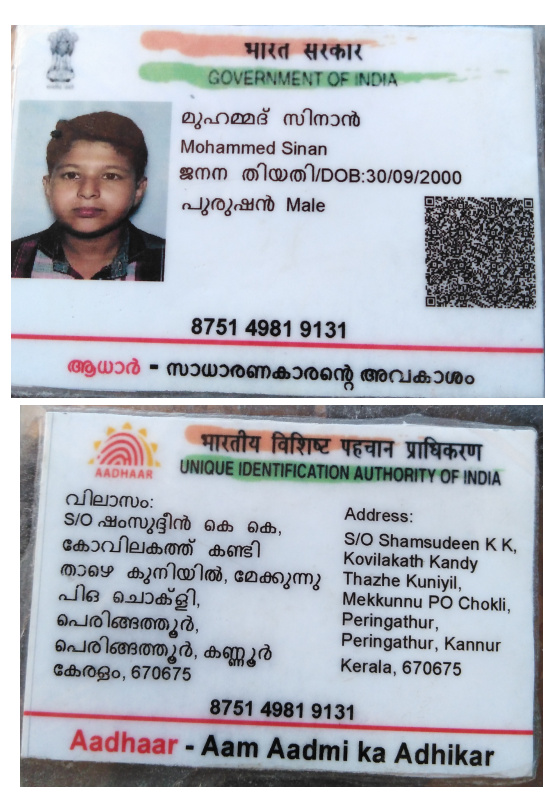 भारत सरकार
GOVERNMENT OF INDIA
മുഹമ്മദ് സിനാൻ
Mohammed Sinan
ജനന തിയതി/DOB:30/09/2000
പുരുഷൻ Male
8751 4981 9131
ആധാർ - സാധാരണകാരന്റെ അവകാശം
भारतीय विशिष्ट पहचान प्राधिकरण
UNIQUE IDENTIFICATION AUTHORITY OF INDIA
AADHAAR
വിലാസം:
S/O ഷംസുദ്ദീൻ കെ കെ,
കോവിലകത്ത് കണ്ടി
താഴെ കുനിയിൽ, മേക്കുന്നു
പിഒ ചൊക്ളി,
പെരിങ്ങത്തൂർ,
പെരിങ്ങത്തൂർ, കണ്ണൂർ
കേരളം, 670675
Address:
S/O Shamsudeen K K,
Kovilakath Kandy
Thazhe Kuniyil,
Mekkunnu PO Chokli,
Peringathur,
Peringathur, Kannur
Kerala, 670675
8751 4981 9131
Aadhaar - Aam Aadmi ka Adhikar